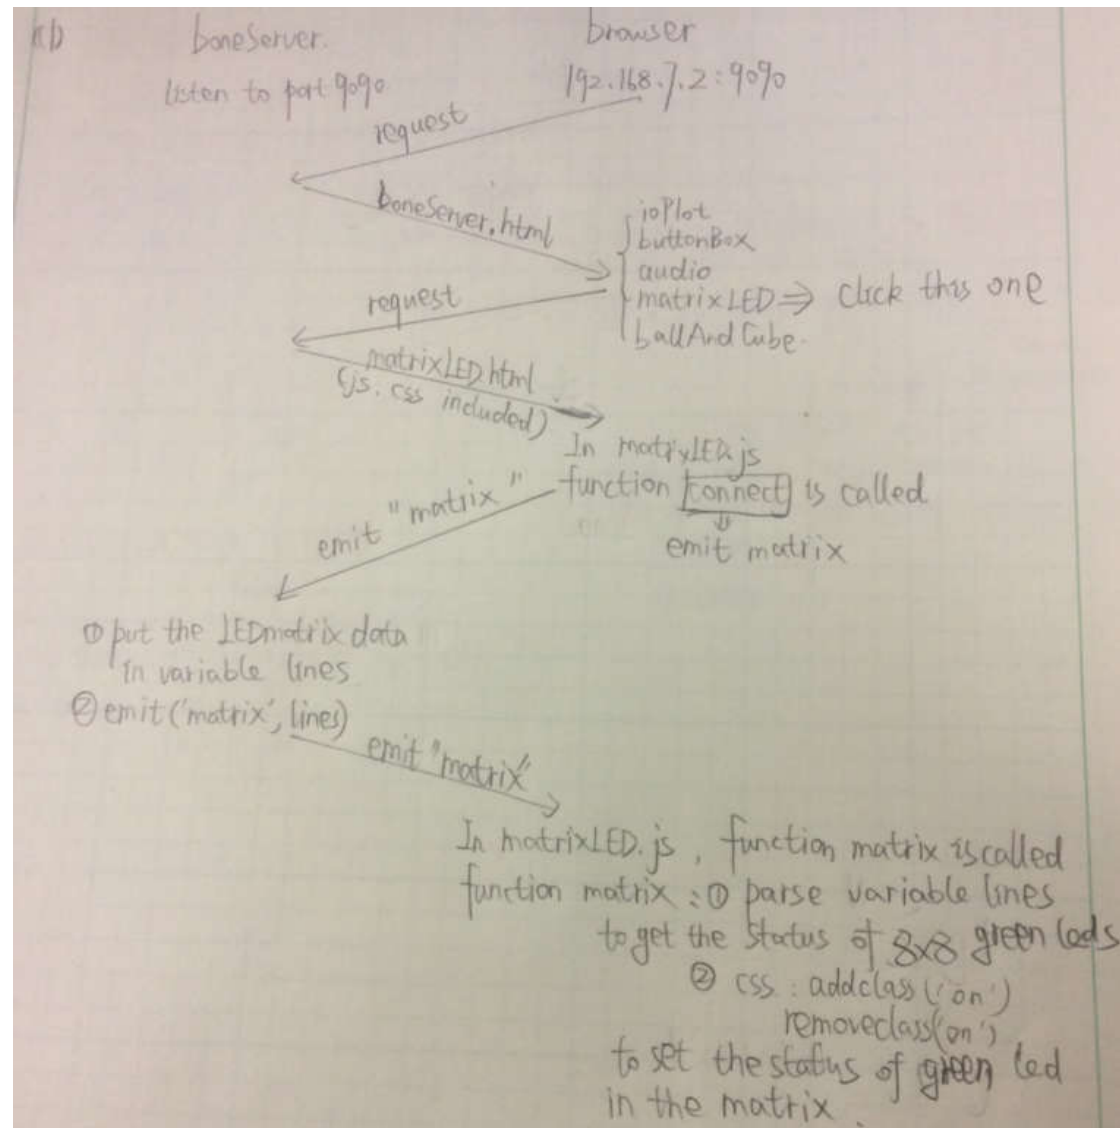 (1)
boneServer.
browser
listen to port 9090
192.168.7.2:9090
request
boneServer.html
ioPlot
buttonBox
audio
matrixLED ⇒ click this one
ballAndCube.
request
matrixLED.html
(js. css included)
In matrixLED.js
function connect is called
⇓
emit matrix
emit "matrix"
① put the LEDmatrix data
in variable lines
② emit('matrix', lines)
emit "matrix"
In matrixLED.js, function matrix is called
function matrix : ① parse variable lines
to get the status of 8x8 green leds
② css : addclass('on')
removeclass('on')
to set the status of green led
in the matrix.